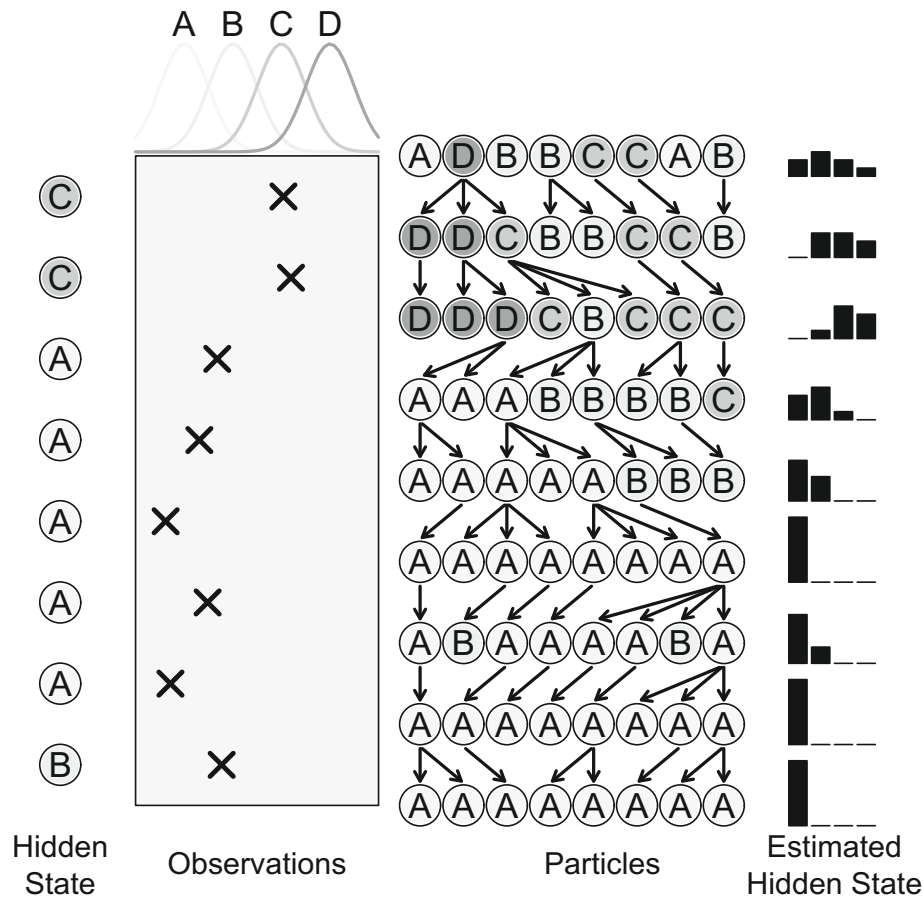 A B C D
A D B B C C A B
C
D D C B B C C B
C
D D D C B C C C
A
A A A B B B B C
A
A A A A A B B B
A
A A A A A A A A
A
A B A A A A B A
A
A A A A A A A A
B
A A A A A A A A
Hidden
State
Observations
Particles
Estimated
Hidden State